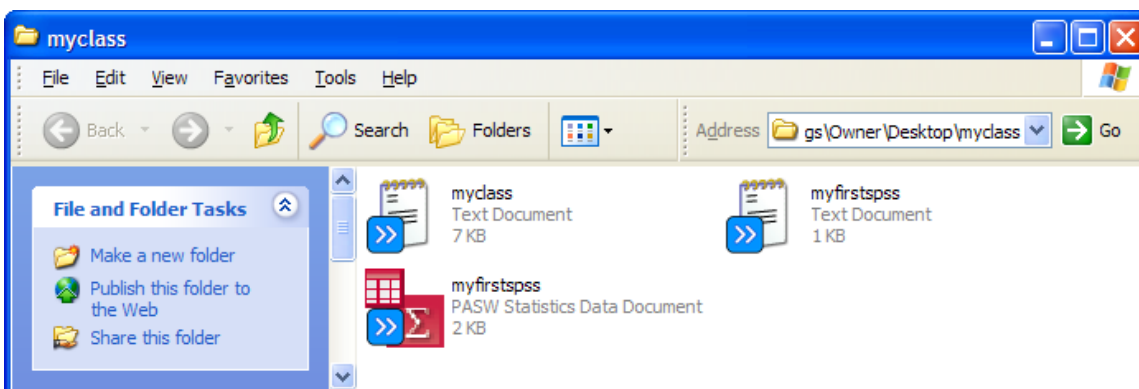 myclass
File Edit View Favorites Tools Help
Back Search Folders Address gs\Owner\Desktop\myclass Go
File and Folder Tasks
Make a new folder
Publish this folder to
the Web
Share this folder
myclass
Text Document
7 KB
myfirstspss
Text Document
1 KB
myfirstspss
PASW Statistics Data Document
2 KB